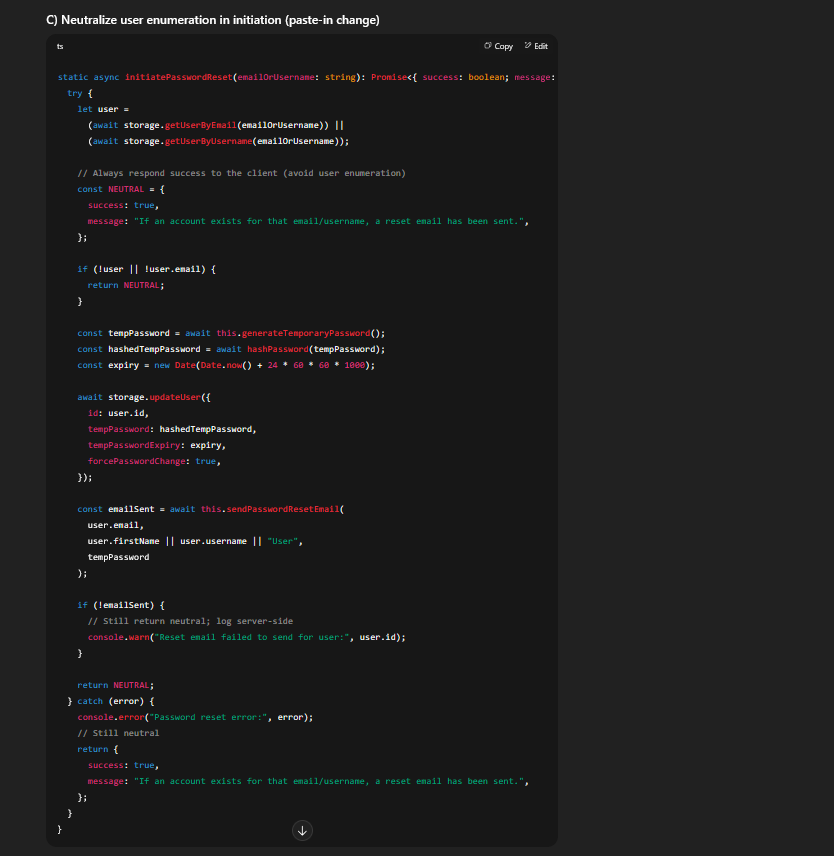 C) Neutralize user enumeration in initiation (paste-in change)
ts
Copy
Edit
static async initiatePasswordReset(emailOrUsername: string): Promise<{ success: boolean; message:
try {
let user =
(await storage.getUserByEmail(emailOrUsername)) ||
(await storage.getUserByUsername(emailOrUsername));
// Always respond success to the client (avoid user enumeration)
const NEUTRAL = {
success: true,
message: "If an account exists for that email/username, a reset email has been sent.",
};
if (!user || !user.email) {
return NEUTRAL;
}
const tempPassword = await this.generateTemporaryPassword();
const hashedTempPassword = await hashPassword(tempPassword);
const expiry = new Date(Date.now() + 24 * 60 * 60 * 1000);
await storage.updateUser({
id: user.id,
tempPassword: hashedTempPassword,
tempPasswordExpiry: expiry,
forcePasswordChange: true,
});
const emailSent = await this.sendPasswordResetEmail(
user.email,
user.firstName || user.username || "User",
tempPassword
);
if (!emailSent) {
// Still return neutral; log server-side
console.warn("Reset email failed to send for user:", user.id);
}
return NEUTRAL;
} catch (error) {
console.error("Password reset error:", error);
// Still neutral
return {
success: true,
message: "If an account exists for that email/username, a reset email has been sent.",
};
}
}